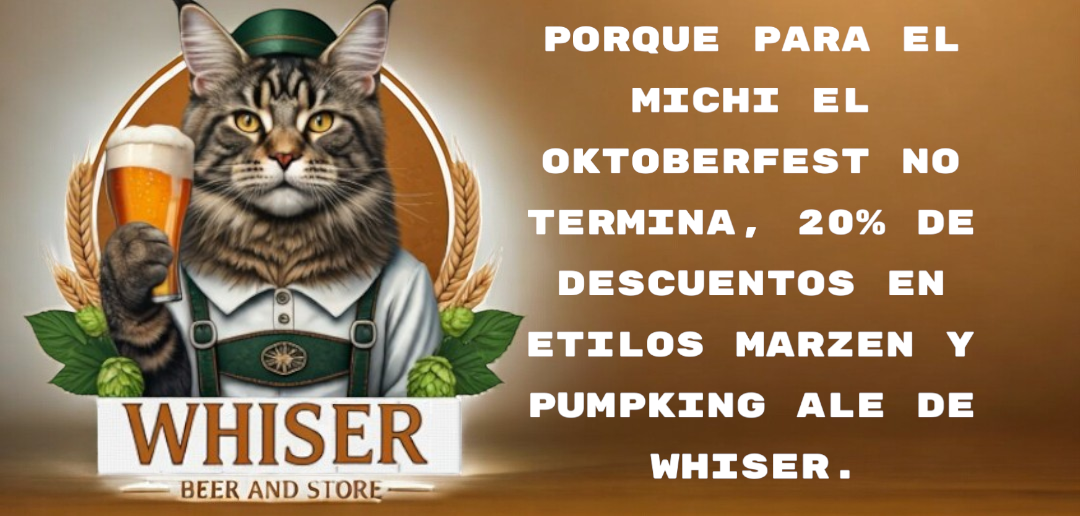 WHISER
BEER AND STORE
PORQUE PARA EL
MICHI EL
OKTOBERFEST NO
TERMINA, 20% DE
DESCUENTOS EN
ETILOS MARZEN Y
PUMPKING ALE DE
WHISER.